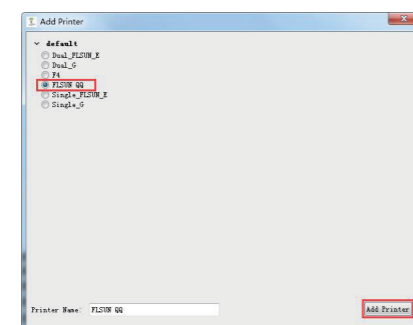 Add Printer
default
Dual_FLSUN_E
Dual_G
F4
FLSUN QQ
Single_FLSUN_E
Single_G
Printer Name: FLSUN QQ
Add Printer